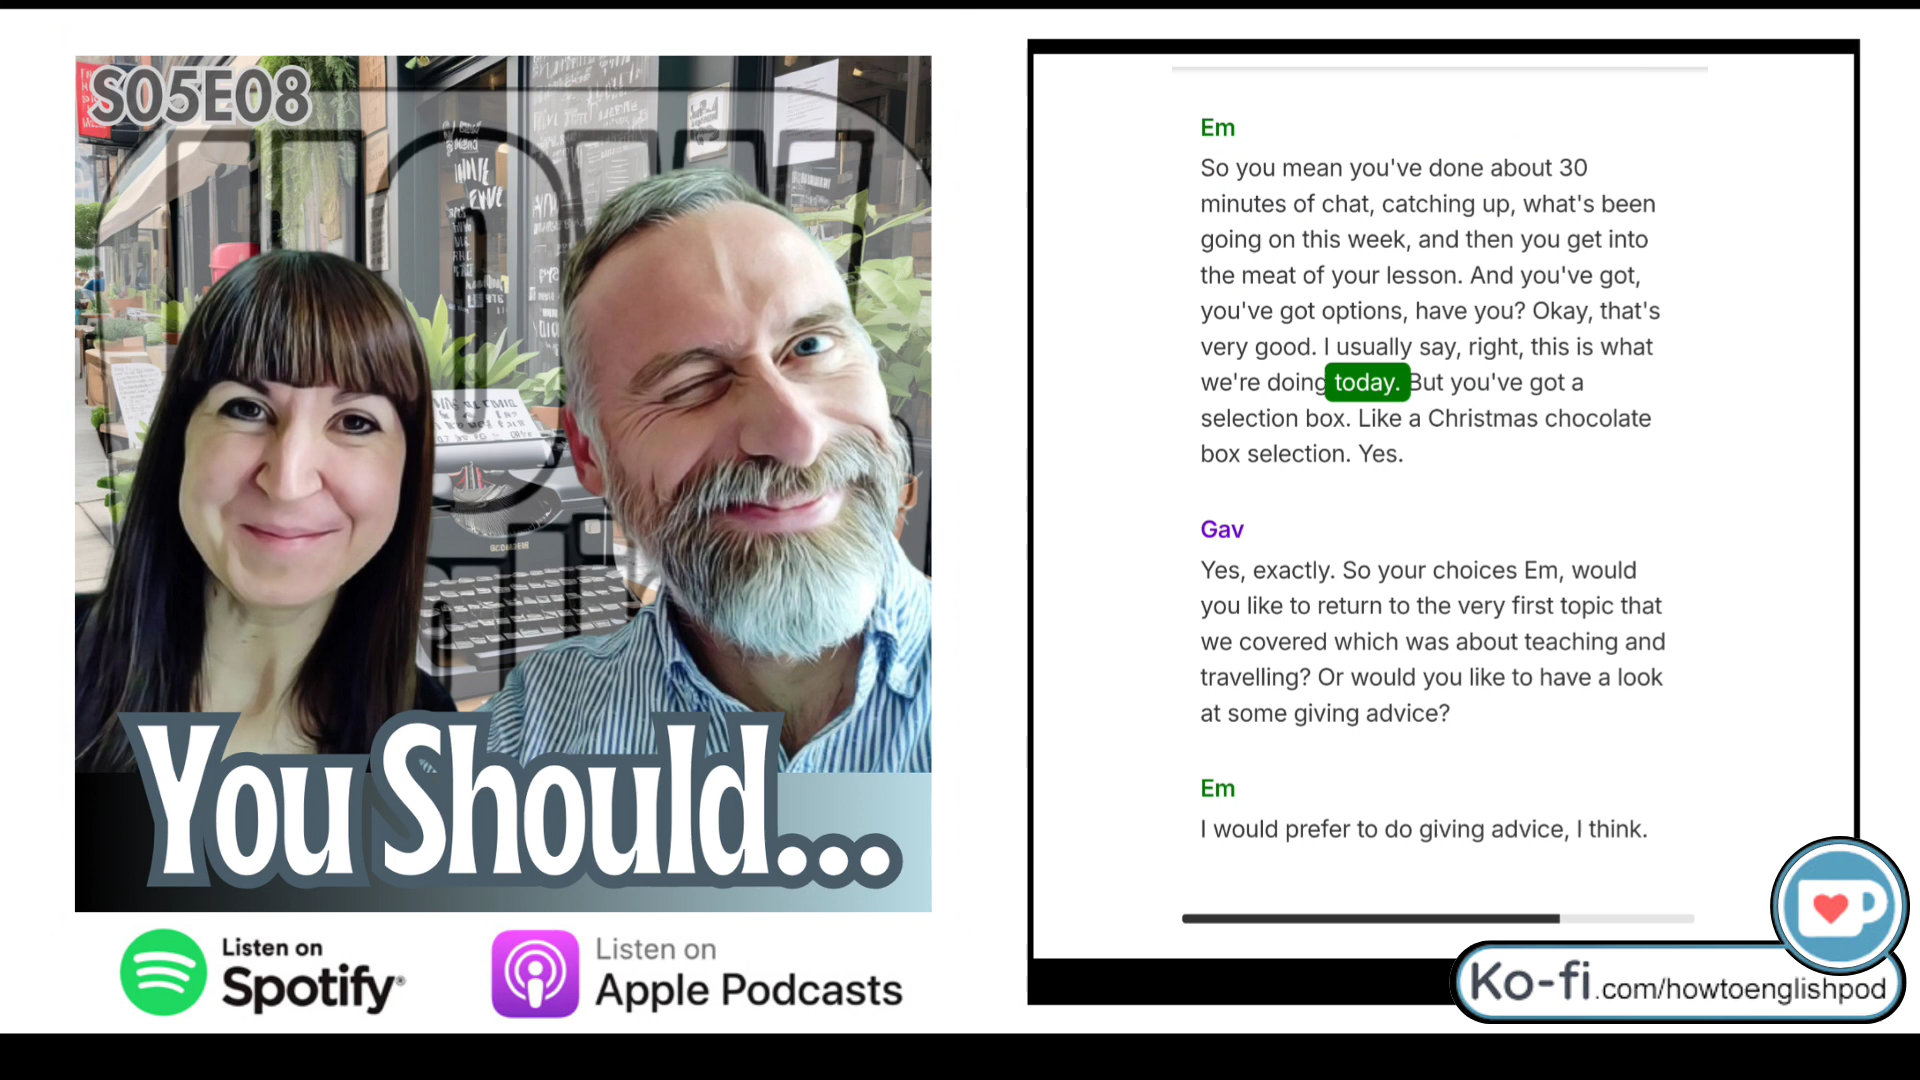 S05E08
You Should...
Listen on
Spotify®
Listen on
Apple Podcasts
Em
So you mean you've done about 30
minutes of chat, catching up, what's been
going on this week, and then you get into
the meat of your lesson. And you've got,
you've got options, have you? Okay, that's
very good. I usually say, right, this is what
we're doing today. But you've got a
selection box. Like a Christmas chocolate
box selection. Yes.
Gav
Yes, exactly. So your choices Em, would
you like to return to the very first topic that
we covered which was about teaching and
travelling? Or would you like to have a look
at some giving advice?
Em
I would prefer to do giving advice, I think.
Ko-fi.com/howtoenglishpod